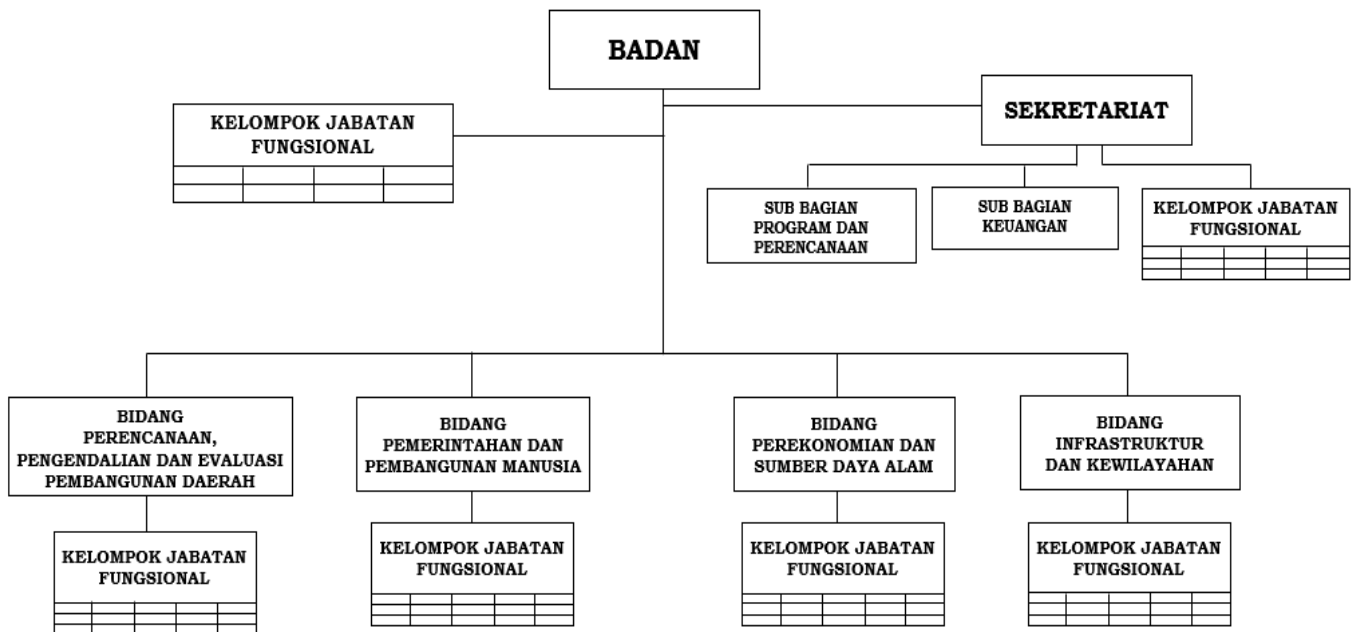 BADAN
SEKRETARIAT
KELOMPOK JABATAN
FUNGSIONAL
SUB BAGIAN
PROGRAM DAN
PERENCANAAN
SUB BAGIAN
KEUANGAN
KELOMPOK JABATAN
FUNGSIONAL
BIDANG
PERENCANAAN,
PENGENDALIAN DAN EVALUASI
PEMBANGUNAN DAERAH
BIDANG
PEMERINTAHAN DAN
PEMBANGUNAN MANUSIA
BIDANG
PEREKONOMIAN DAN
SUMBER DAYA ALAM
BIDANG
INFRASTRUKTUR
DAN KEWILAYAHAN
KELOMPOK JABATAN
FUNGSIONAL
KELOMPOK JABATAN
FUNGSIONAL
KELOMPOK JABATAN
FUNGSIONAL
KELOMPOK JABATAN
FUNGSIONAL